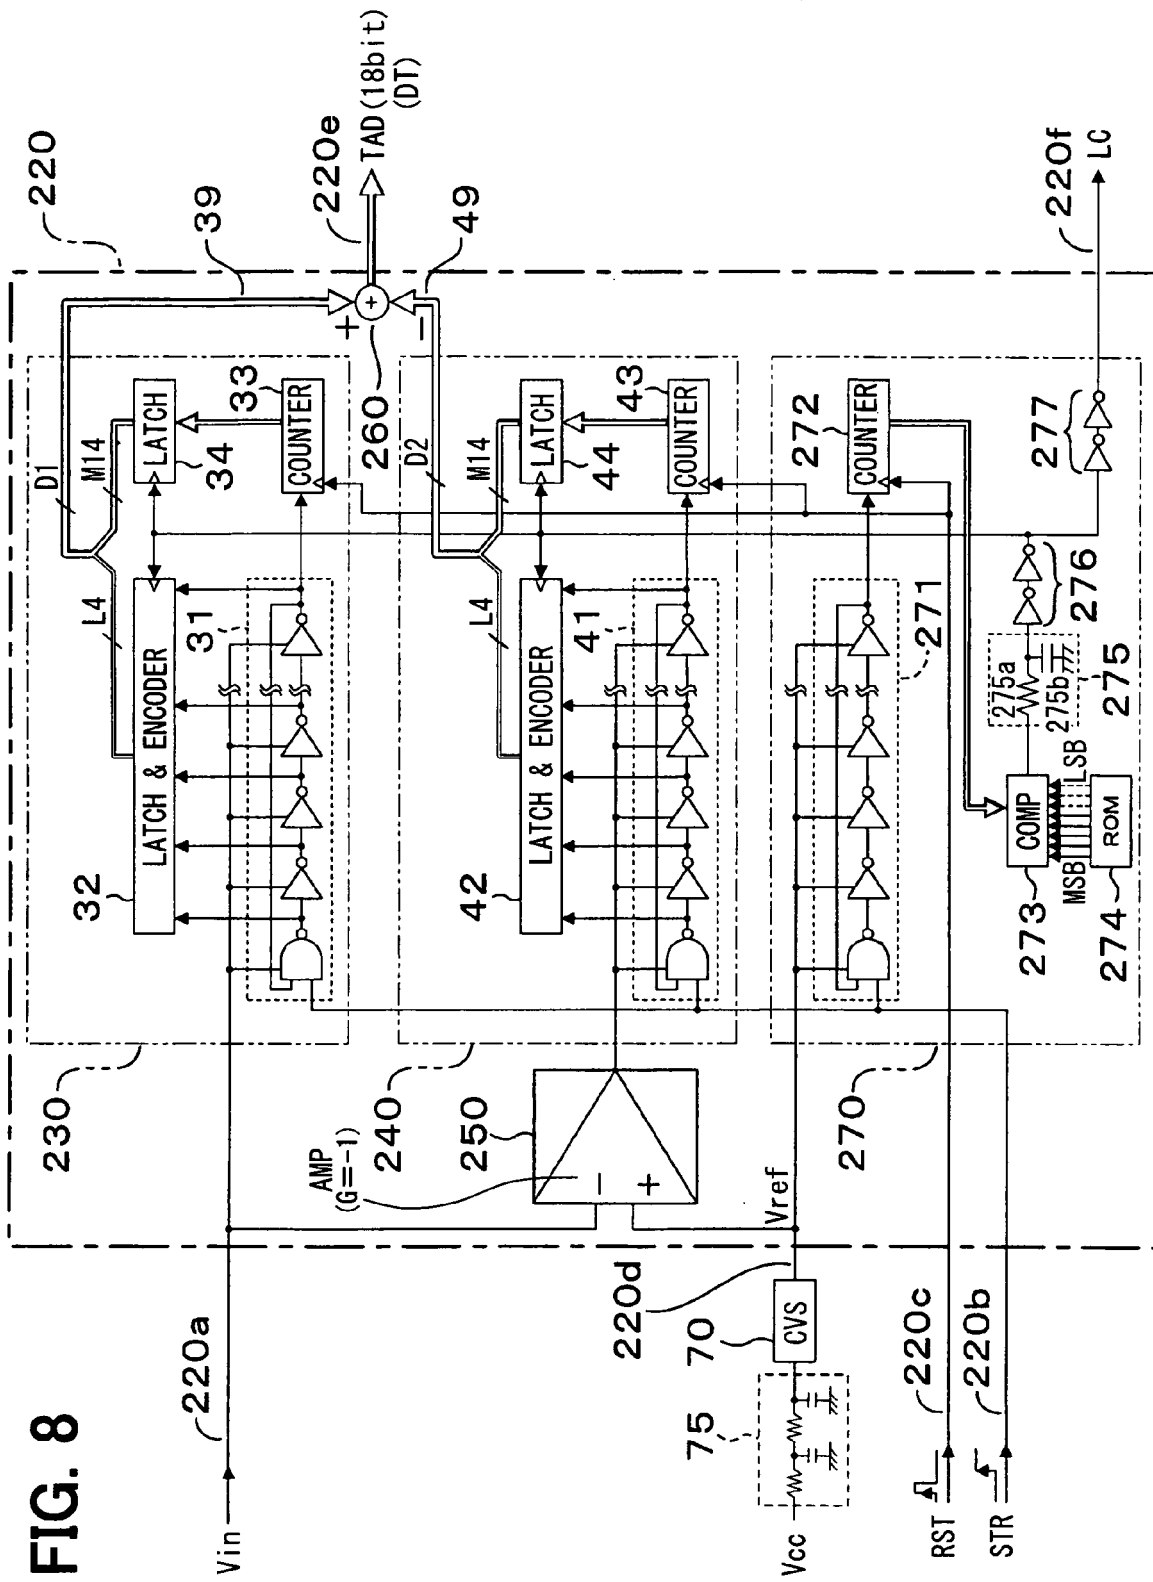 FIG. 8
220
220a
Vin
230
32
LATCH & ENCODER
L4
D1
M14
LATCH
34
33
COUNTER
31
39
220e
TAD(18bit)
(DT)
+
+
−
260
49
AMP
(G=−1)
250
−
+
240
42
LATCH & ENCODER
L4
D2
M14
LATCH
44
43
COUNTER
41
Vref
220d
70
CVS
75
Vcc
270
271
272
COUNTER
273
COMP
MSB
LSB
274
ROM
275a
275b
275
276
277
220f
LC
RST
220c
STR
220b